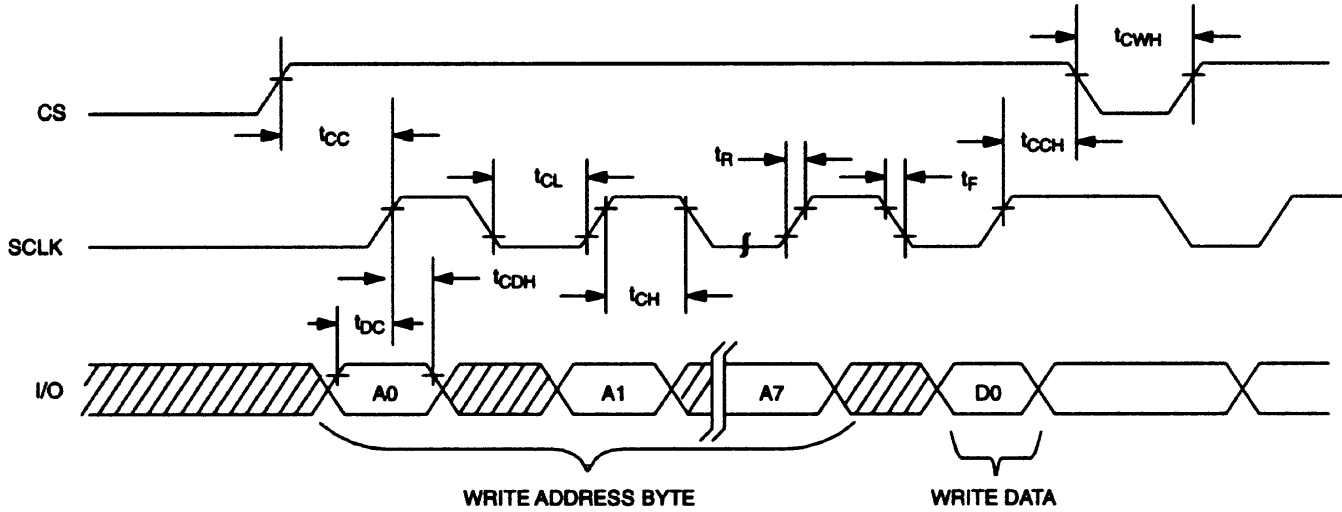 tCWH
CS
tCC
tCCH
tR
tCL
tF
SCLK
tCDH
tCH
tDC
I/O
A0
A1
A7
D0
WRITE ADDRESS BYTE
WRITE DATA